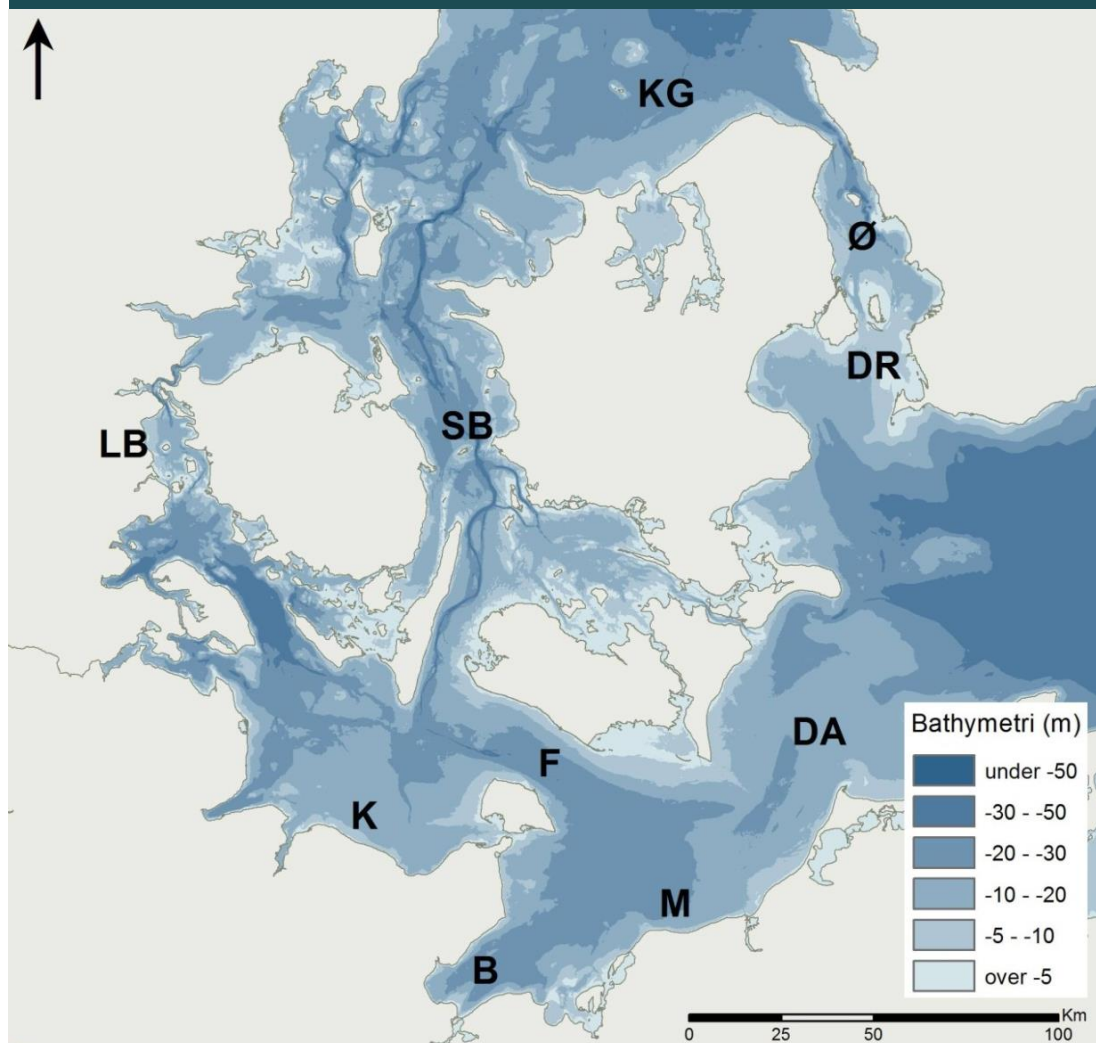 KG
Ø
DR
SB
LB
DA
F
K
M
B
Bathymetri (m)
under -50
-30 - -50
-20 - -30
-10 - -20
-5 - -10
over -5
Km
0 25 50 100